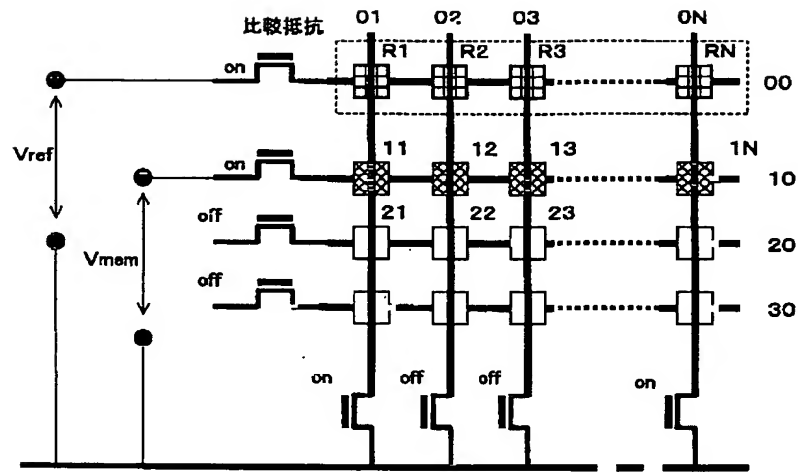 比較抵抗 01 02 03 0N
on R1 R2 R3 RN 00
Vref
on 11 12 13 1N 10
off 21 22 23 20
Vmem
off 30
on off off on